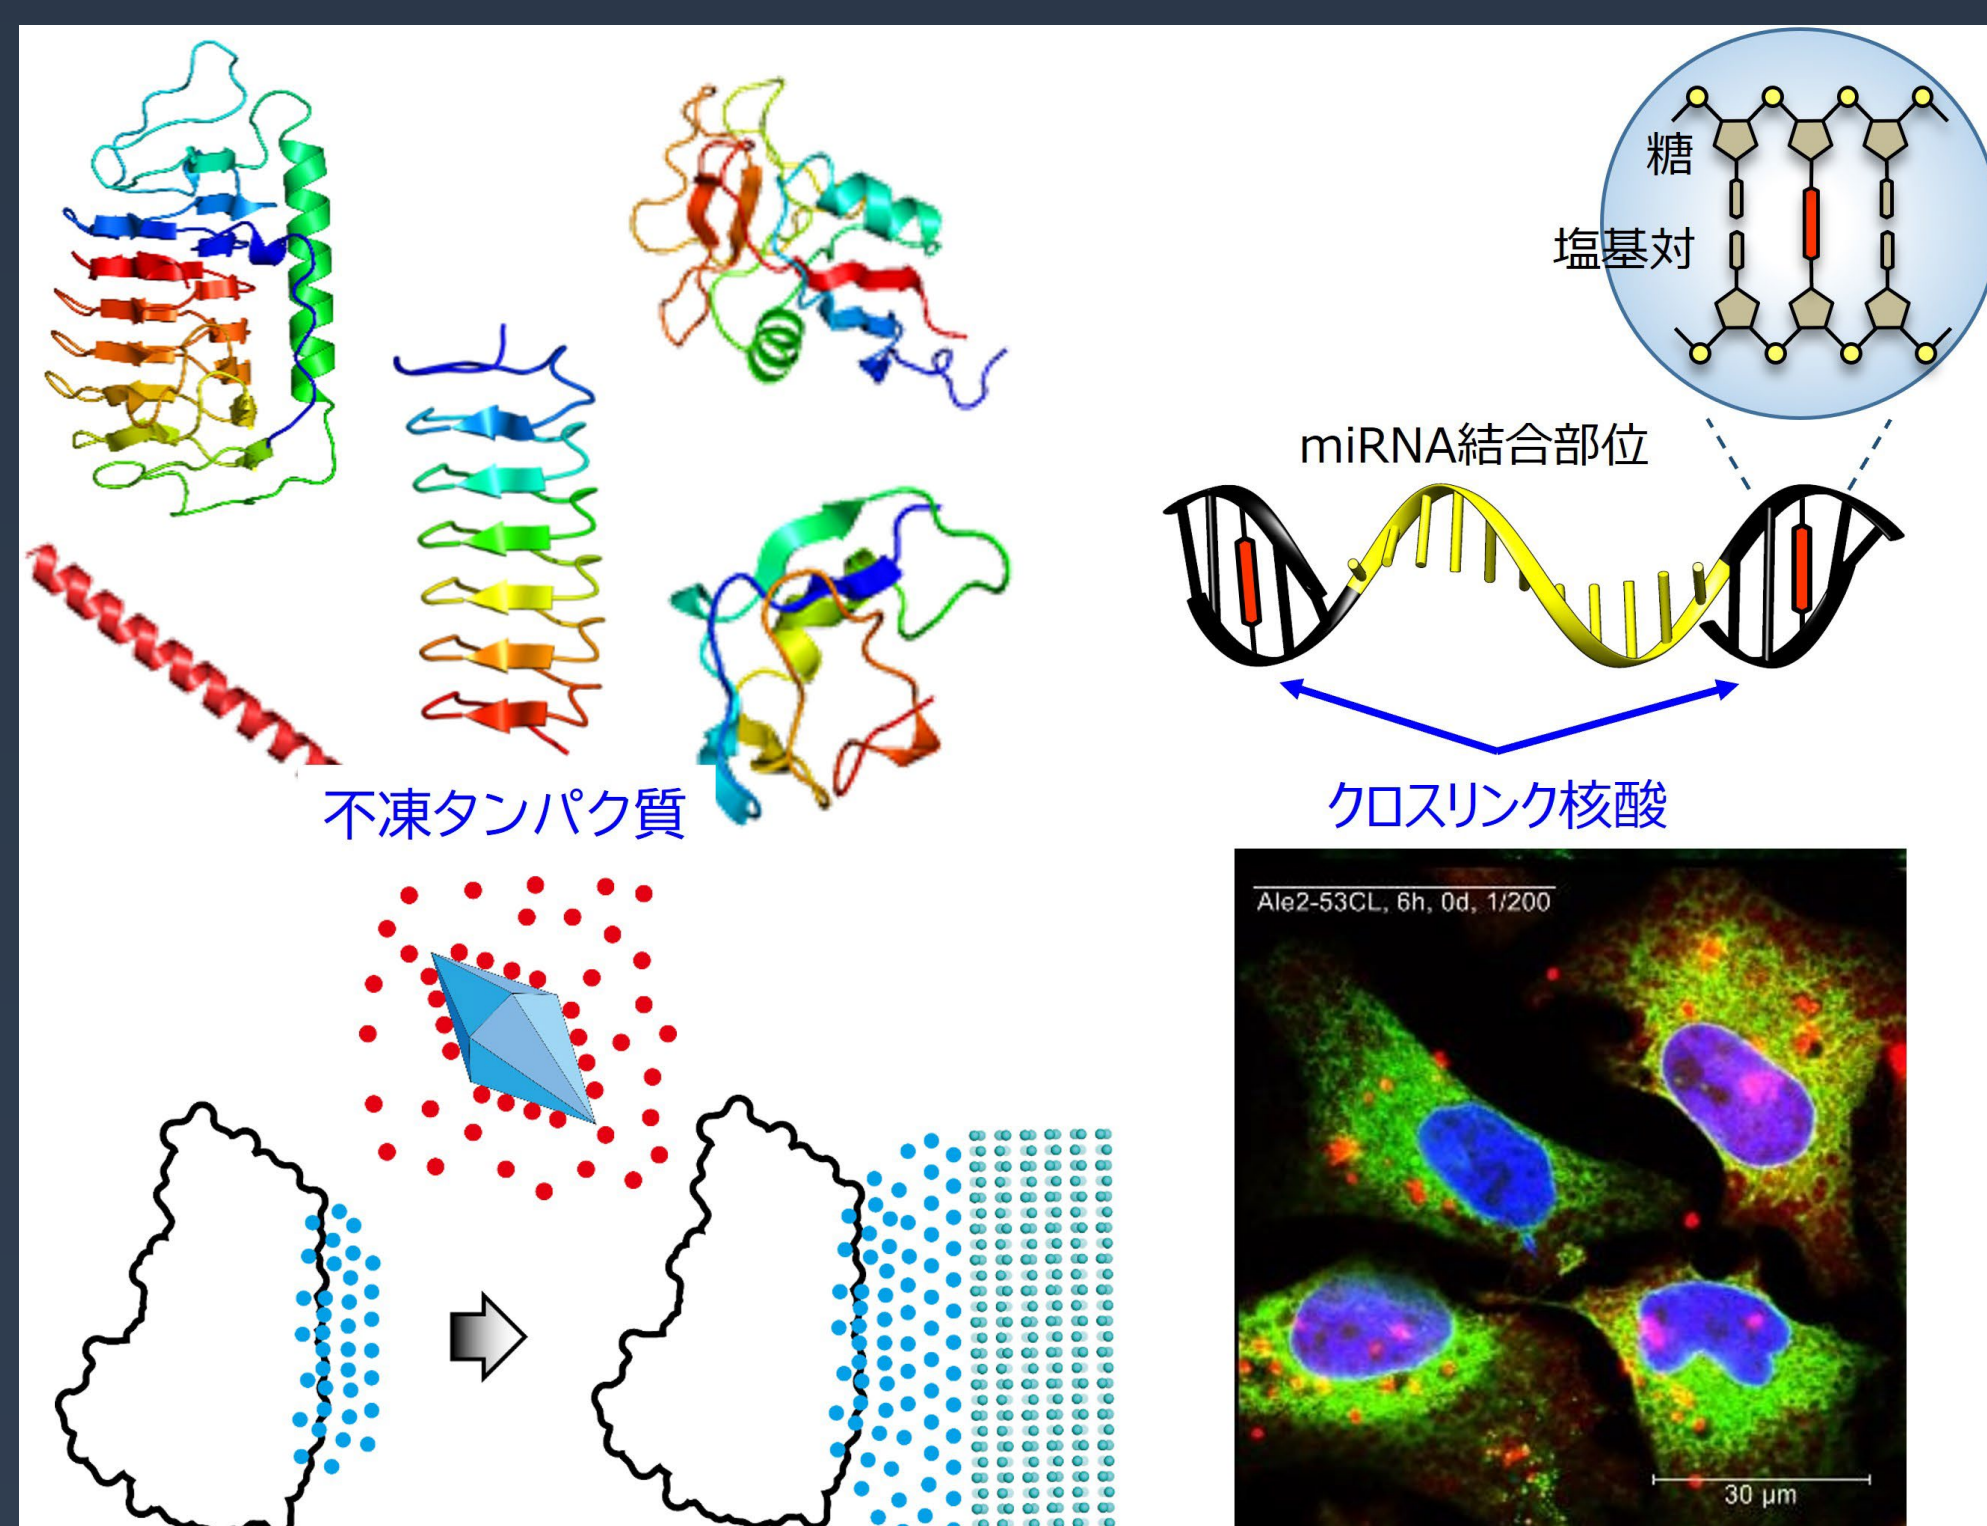 糖
塩基対
miRNA結合部位
不凍タンパク質
クロスリンク核酸
Ale2-53CL, 6h, 0d, 1/200
30 µm